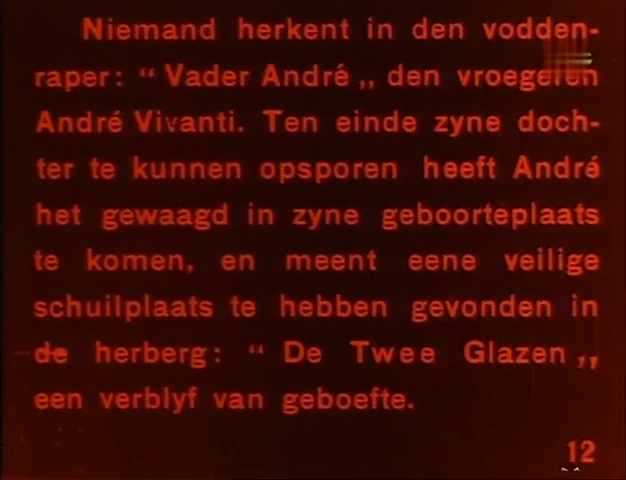 Niemand herkent in den vodden-
raper: “ Vader André „ den vroegeren
André Vivanti. Ten einde zyne doch-
ter te kunnen opsporen heeft André
het gewaagd in zyne geboorteplaats
te komen, en meent eene veilige
schuilplaats te hebben gevonden in
de herberg: “ De Twee Glazen „
een verblyf van geboefte.
12